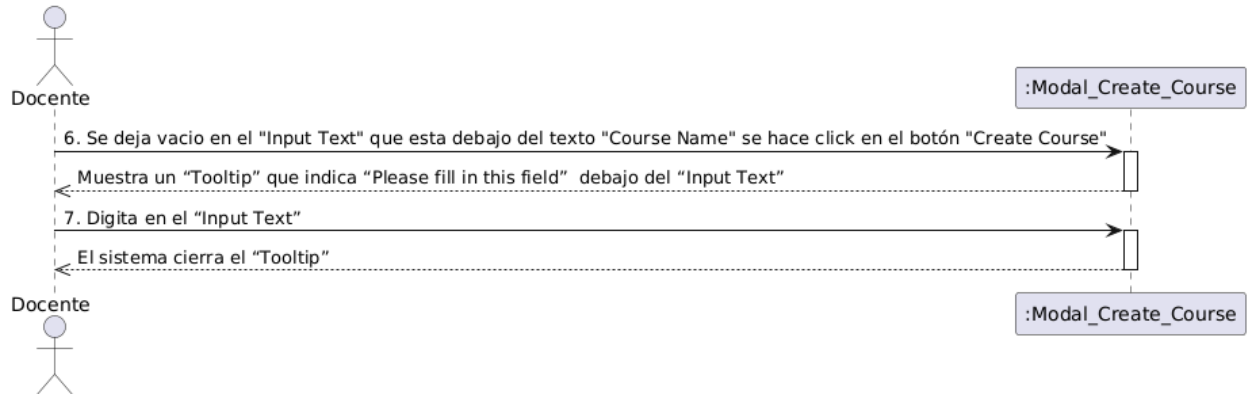 Docente
:Modal_Create_Course
6. Se deja vacio en el "Input Text" que esta debajo del texto "Course Name" se hace click en el botón "Create Course"
Muestra un “Tooltip” que indica “Please fill in this field”  debajo del “Input Text”
7. Digita en el “Input Text”
El sistema cierra el “Tooltip”
Docente
:Modal_Create_Course